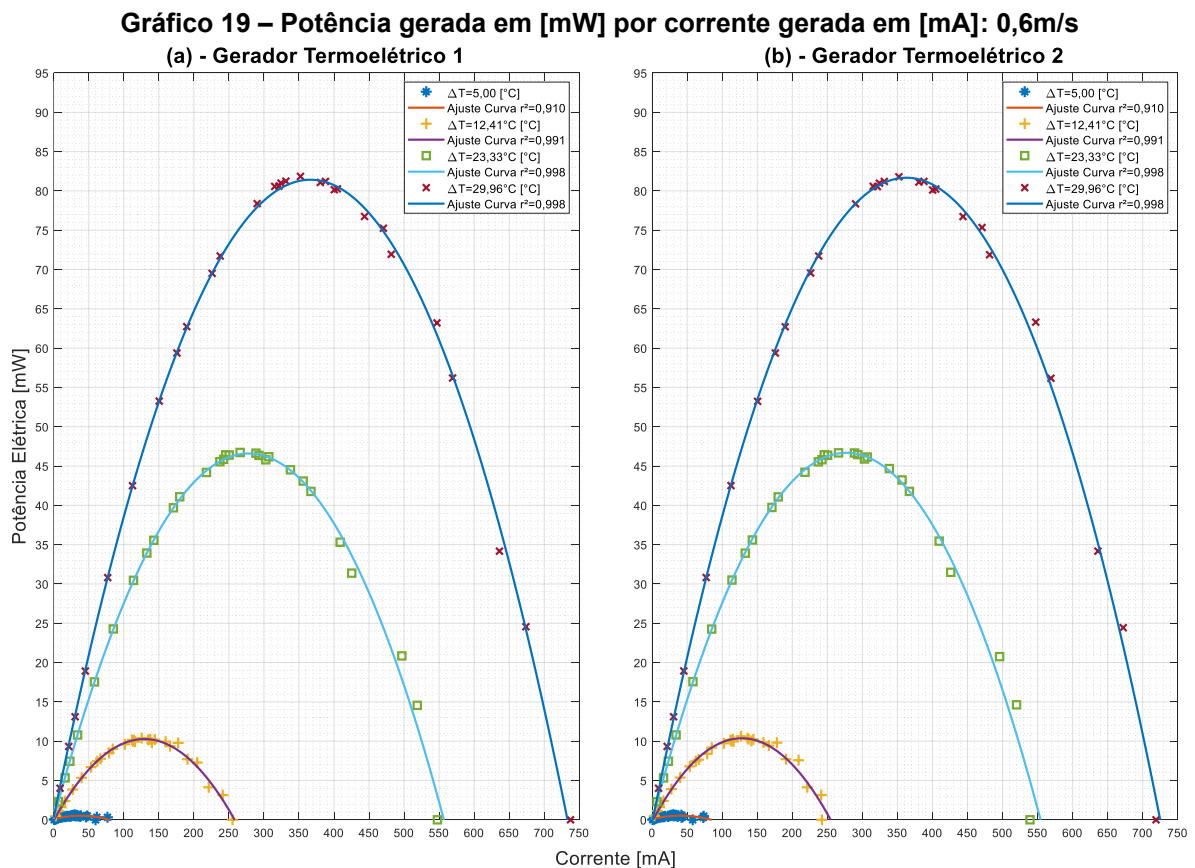 Gráfico 19 – Potência gerada em [mW] por corrente gerada em [mA]: 0,6m/s
(a) - Gerador Termoelétrico 1
(b) - Gerador Termoelétrico 2
Potência Elétrica [mW]
95
90
85
80
75
70
65
60
55
50
45
40
35
30
25
20
15
10
5
0
0 50 100 150 200 250 300 350 400 450 500 550 600 650 700 750
ΔT=5,00 [°C]
Ajuste Curva r²=0,910
ΔT=12,41°C [°C]
Ajuste Curva r²=0,991
ΔT=23,33°C [°C]
Ajuste Curva r²=0,998
ΔT=29,96°C [°C]
Ajuste Curva r²=0,998
95
90
85
80
75
70
65
60
55
50
45
40
35
30
25
20
15
10
5
0
0 50 100 150 200 250 300 350 400 450 500 550 600 650 700 750
ΔT=5,00 [°C]
Ajuste Curva r²=0,910
ΔT=12,41°C [°C]
Ajuste Curva r²=0,991
ΔT=23,33°C [°C]
Ajuste Curva r²=0,998
ΔT=29,96°C [°C]
Ajuste Curva r²=0,998
Corrente [mA]